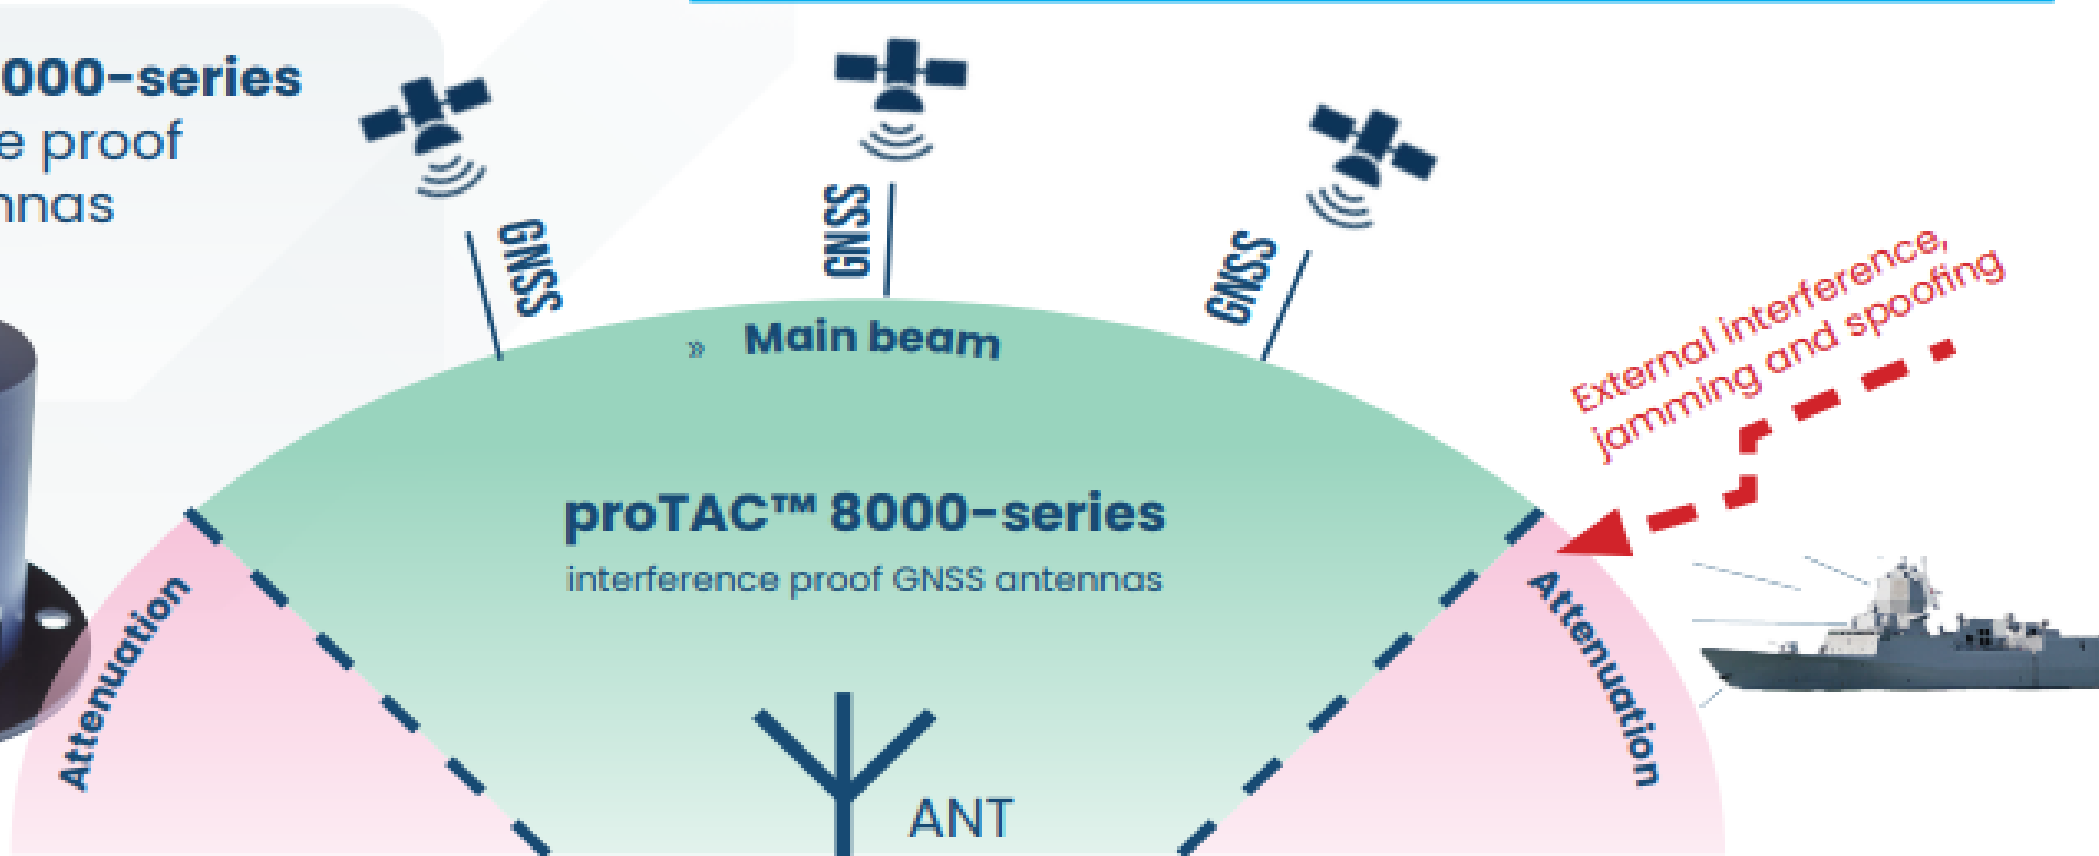 000-series
e proof
nnas
GNSS
GNSS
GNSS
External interference,
jamming and spoofing
» Main beam
proTAC™ 8000-series
interference proof GNSS antennas
Attenuation
Attenuation
ANT